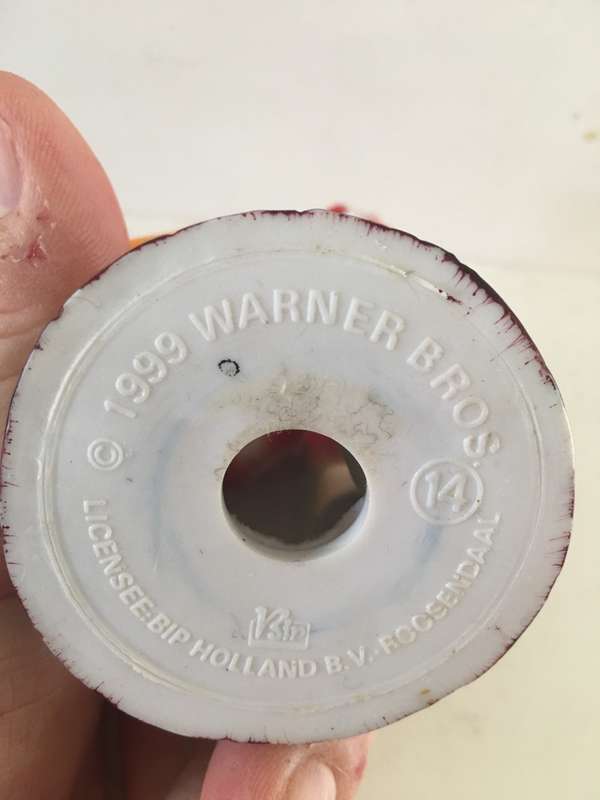 © 1999 WARNER BROS.
14
LICENSEE: BIP HOLLAND B.V. · ROOSENDAAL